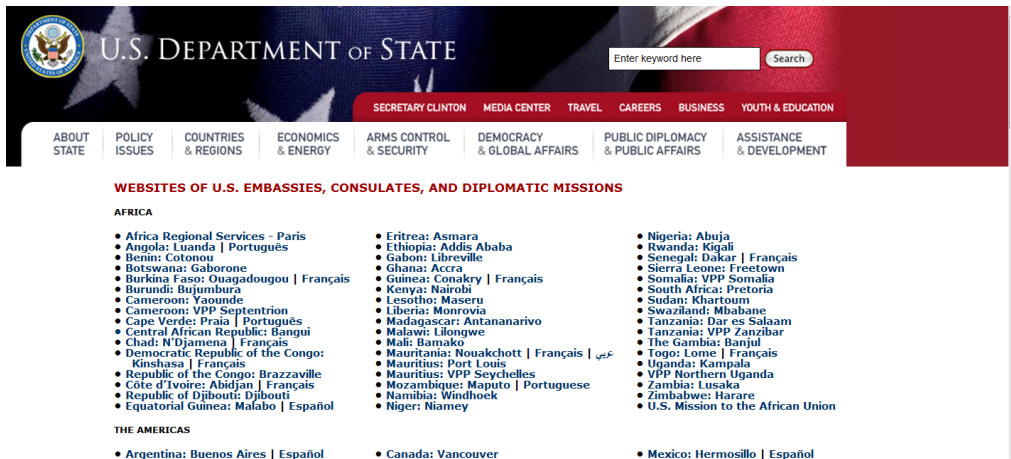 U.S. DEPARTMENT OF STATE
Enter keyword here
Search
SECRETARY CLINTON MEDIA CENTER TRAVEL CAREERS BUSINESS YOUTH & EDUCATION
ABOUT STATE
POLICY ISSUES
COUNTRIES & REGIONS
ECONOMICS & ENERGY
ARMS CONTROL & SECURITY
DEMOCRACY & GLOBAL AFFAIRS
PUBLIC DIPLOMACY & PUBLIC AFFAIRS
ASSISTANCE & DEVELOPMENT
WEBSITES OF U.S. EMBASSIES, CONSULATES, AND DIPLOMATIC MISSIONS
AFRICA
• Africa Regional Services - Paris
• Angola: Luanda | Português
• Benin: Cotonou
• Botswana: Gaborone
• Burkina Faso: Ouagadougou | Français
• Burundi: Bujumbura
• Cameroon: Yaounde
• Cameroon: VPP Septentrion
• Cape Verde: Praia | Português
• Central African Republic: Bangui
• Chad: N'Djamena | Français
• Democratic Republic of the Congo:
Kinshasa | Français
• Republic of the Congo: Brazzaville
• Côte d'Ivoire: Abidjan | Français
• Republic of Djibouti: Djibouti
• Equatorial Guinea: Malabo | Español
• Eritrea: Asmara
• Ethiopia: Addis Ababa
• Gabon: Libreville
• Ghana: Accra
• Guinea: Conakry | Français
• Kenya: Nairobi
• Lesotho: Maseru
• Liberia: Monrovia
• Madagascar: Antananarivo
• Malawi: Lilongwe
• Mali: Bamako
• Mauritania: Nouakchott | Français | عربي
• Mauritius: Port Louis
• Mauritius: VPP Seychelles
• Mozambique: Maputo | Portuguese
• Namibia: Windhoek
• Niger: Niamey
• Nigeria: Abuja
• Rwanda: Kigali
• Senegal: Dakar | Français
• Sierra Leone: Freetown
• Somalia: VPP Somalia
• South Africa: Pretoria
• Sudan: Khartoum
• Swaziland: Mbabane
• Tanzania: Dar es Salaam
• Tanzania: VPP Zanzibar
• The Gambia: Banjul
• Togo: Lome | Français
• Uganda: Kampala
• VPP Northern Uganda
• Zambia: Lusaka
• Zimbabwe: Harare
• U.S. Mission to the African Union
THE AMERICAS
• Argentina: Buenos Aires | Español
• Canada: Vancouver
• Mexico: Hermosillo | Español